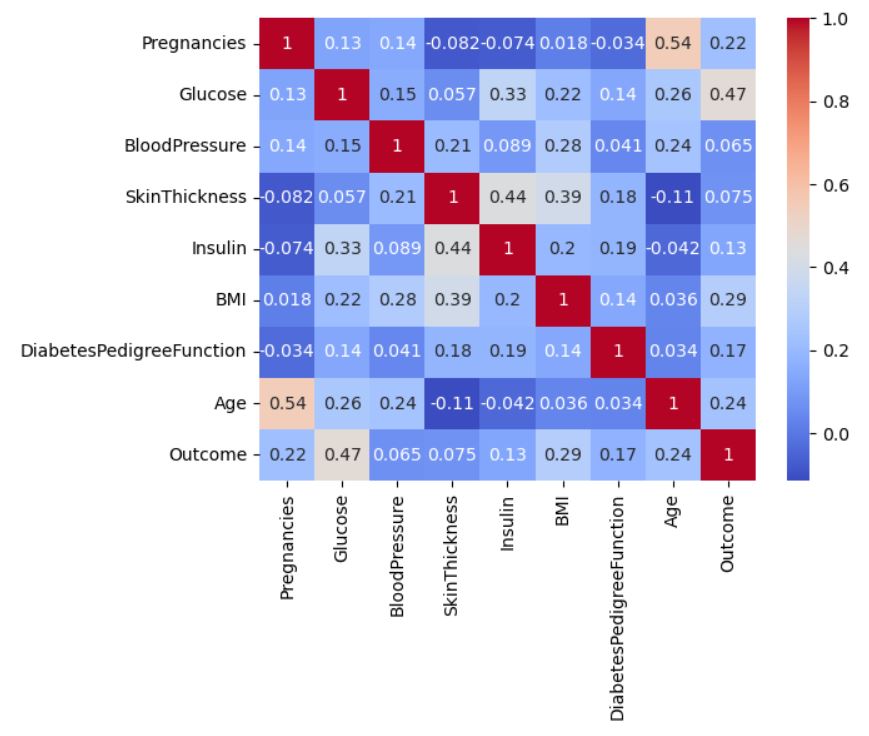 Pregnancies 1 0.13 0.14 -0.082 -0.074 0.018 -0.034 0.54 0.22
Glucose 0.13 1 0.15 0.057 0.33 0.22 0.14 0.26 0.47
BloodPressure 0.14 0.15 1 0.21 0.089 0.28 0.041 0.24 0.065
SkinThickness -0.082 0.057 0.21 1 0.44 0.39 0.18 -0.11 0.075
Insulin -0.074 0.33 0.089 0.44 1 0.2 0.19 -0.042 0.13
BMI 0.018 0.22 0.28 0.39 0.2 1 0.14 0.036 0.29
DiabetesPedigreeFunction -0.034 0.14 0.041 0.18 0.19 0.14 1 0.034 0.17
Age 0.54 0.26 0.24 -0.11 -0.042 0.036 0.034 1 0.24
Outcome 0.22 0.47 0.065 0.075 0.13 0.29 0.17 0.24 1
Pregnancies
Glucose
BloodPressure
SkinThickness
Insulin
BMI
DiabetesPedigreeFunction
Age
Outcome
1.0
0.8
0.6
0.4
0.2
0.0